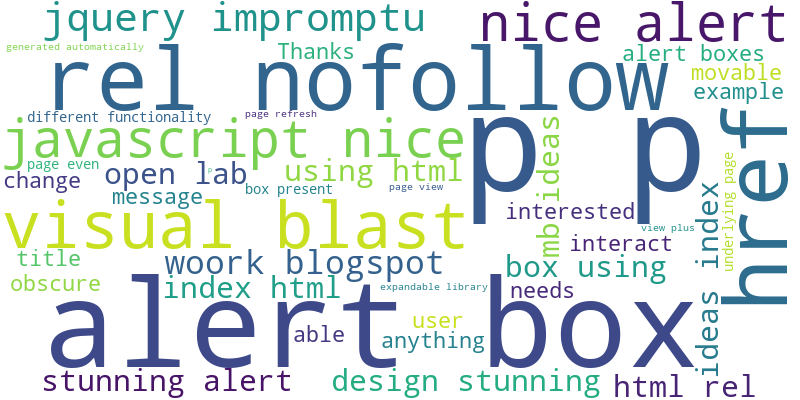 jquery impromptu
nice alert
generated automatically
Thanks
alert boxes
rel nofollow
movable
example
different functionality
page refresh
javascript nice
p p
mb ideas
href
page even
open lab
using html
change
message
box present
page view
underlying page
visual blast
interested
view plus
interact
ideas index
title
woork blogspot
box using
obscure
index html
expandable library
needs
alert box
able
user
anything
stunning alert
design stunning
html rel